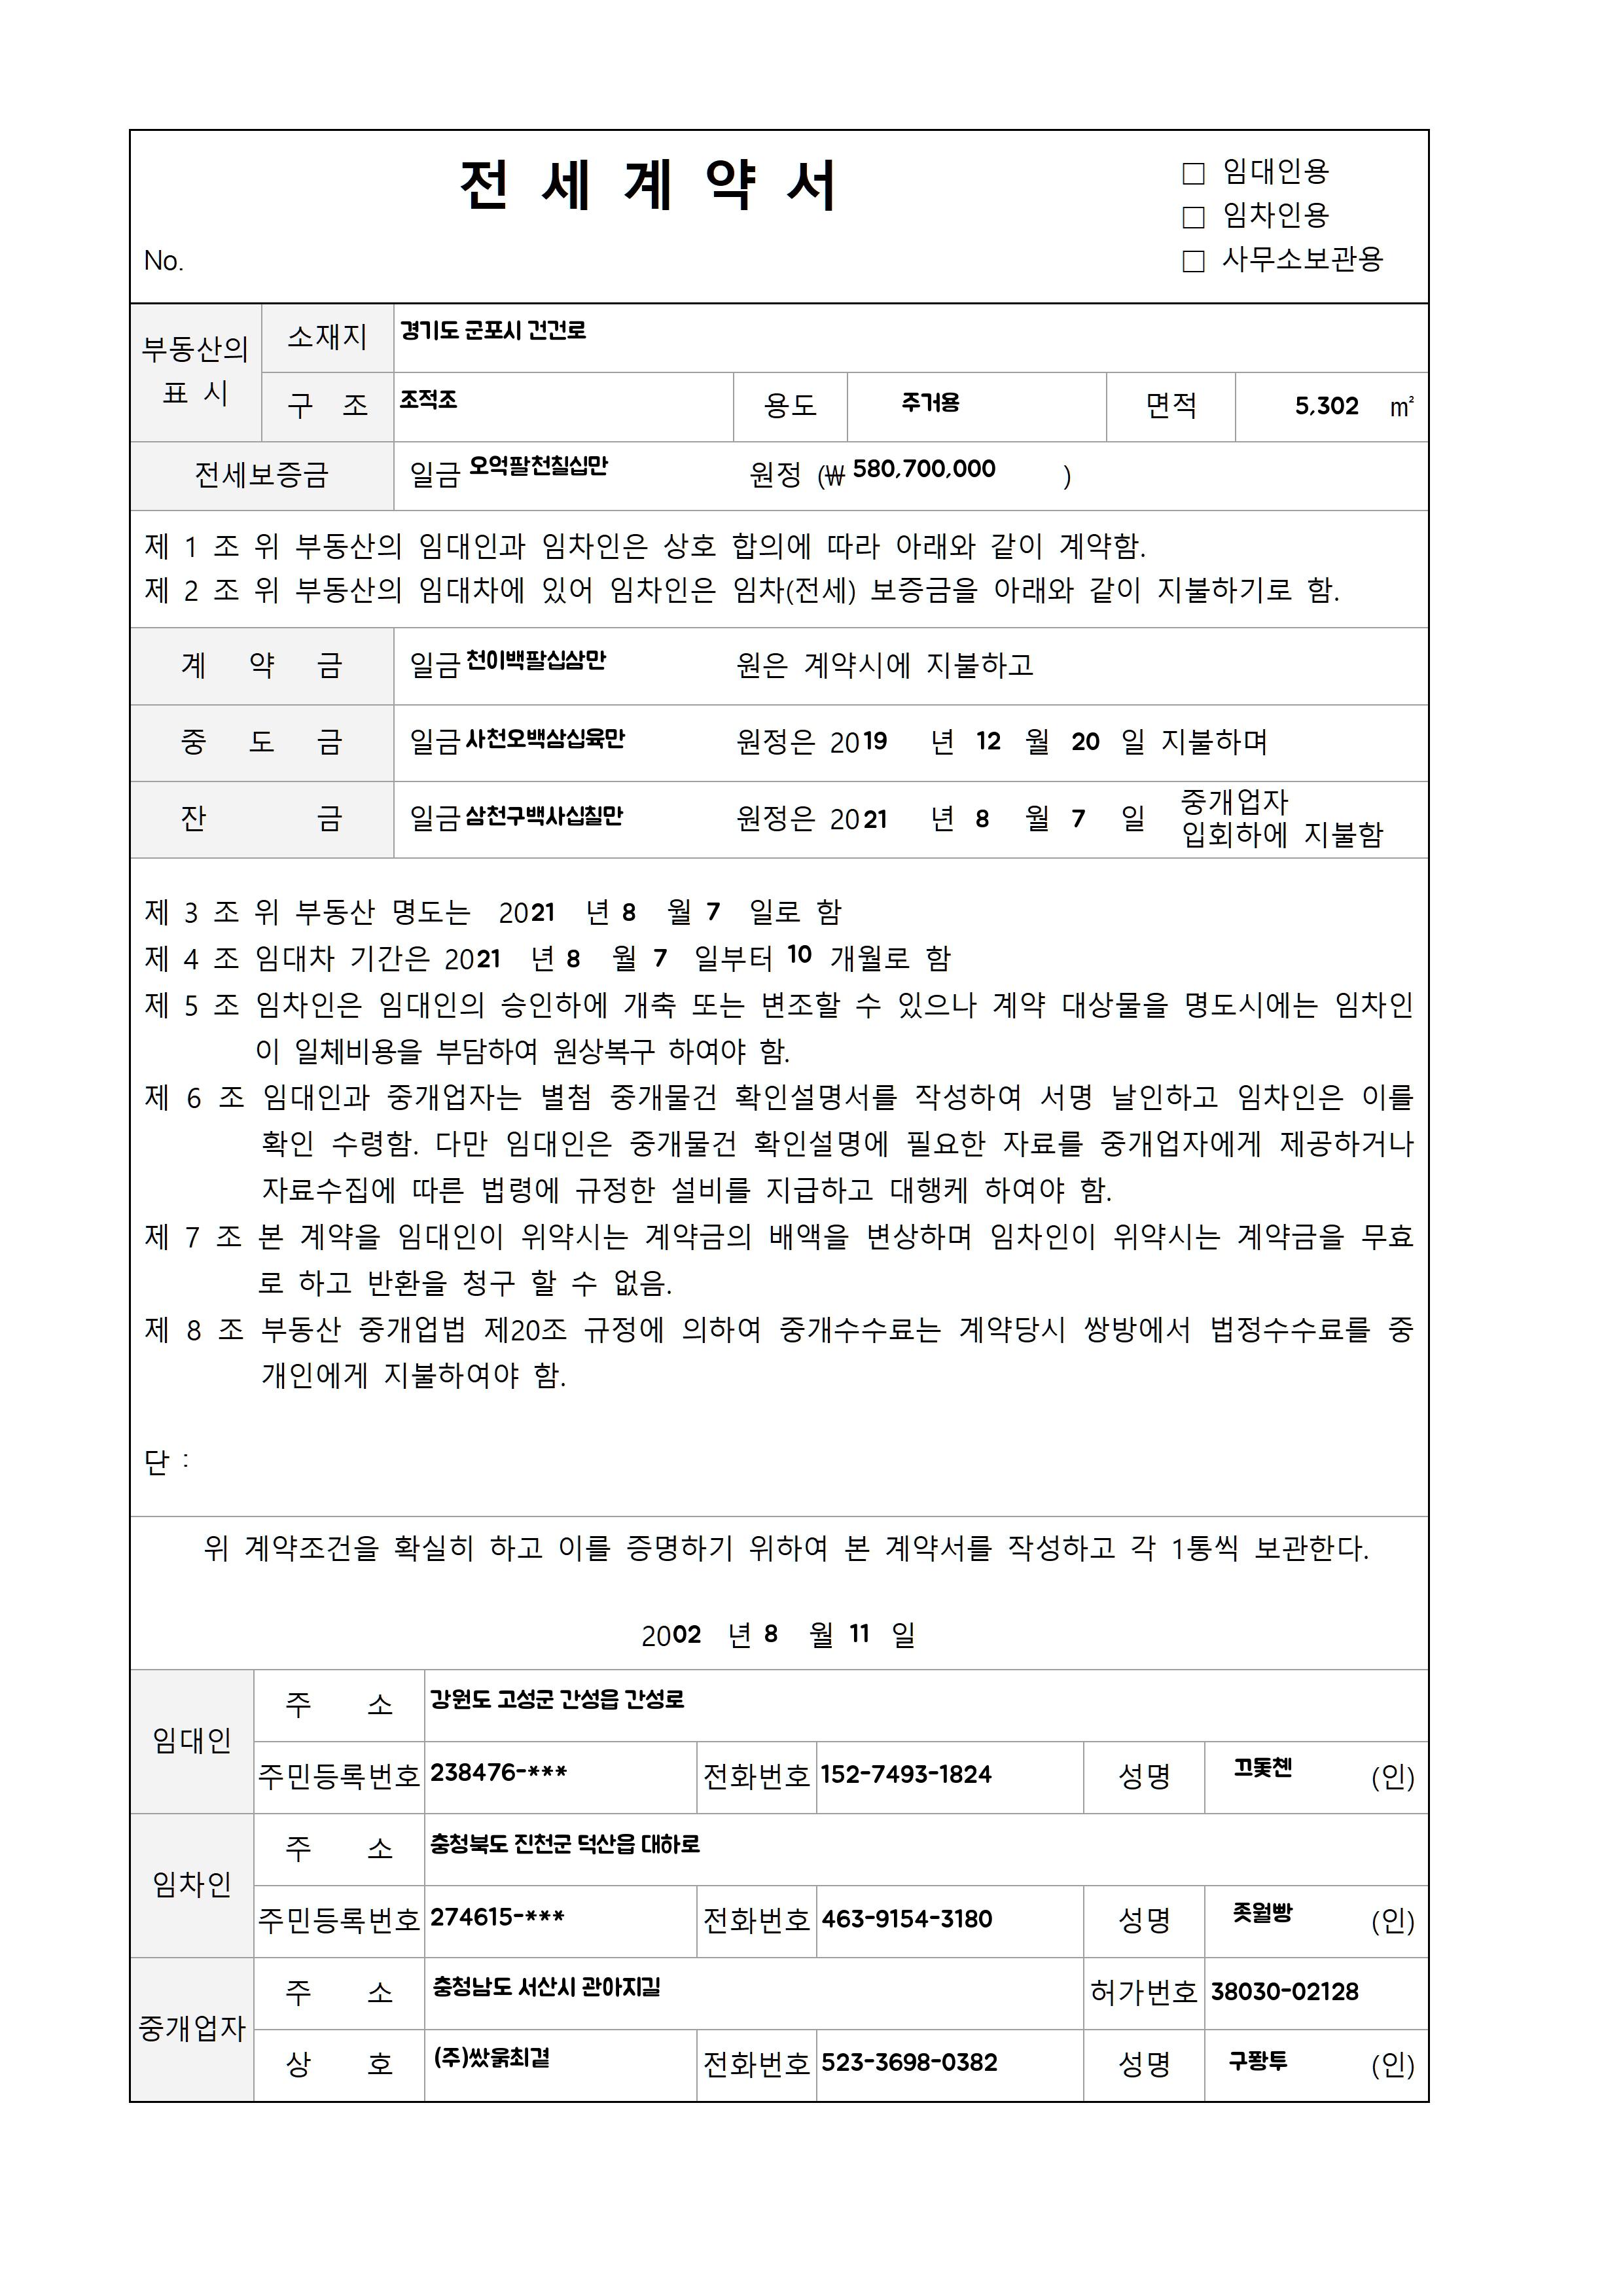 전 세 계 약 서
□ 임대인용
□ 임차인용
□ 사무소보관용
No.
부동산의 표 시
소재지 경기도 군포시 건건로
구 조 조적조 용도 주거용 면적 5,302 ㎡
전세보증금 일금 오억팔천칠십만 원정 (₩ 580,700,000 )
제 1 조 위 부동산의 임대인과 임차인은 상호 합의에 따라 아래와 같이 계약함.
제 2 조 위 부동산의 임대차에 있어 임차인은 임차(전세) 보증금을 아래와 같이 지불하기로 함.
계 약 금 일금 천이백팔십삼만 원은 계약시에 지불하고
중 도 금 일금 사천오백삼십육만 원정은 2019 년 12 월 20 일 지불하며
잔 금 일금 삼천구백사십칠만 원정은 2021 년 8 월 7 일 중개업자
입회하에 지불함
제 3 조 위 부동산 명도는 2021 년 8 월 7 일로 함
제 4 조 임대차 기간은 2021 년 8 월 7 일부터 10 개월로 함
제 5 조 임차인은 임대인의 승인하에 개축 또는 변조할 수 있으나 계약 대상물을 명도시에는 임차인
이 일체비용을 부담하여 원상복구 하여야 함.
제 6 조 임대인과 중개업자는 별첨 중개물건 확인설명서를 작성하여 서명 날인하고 임차인은 이를
확인 수령함. 다만 임대인은 중개물건 확인설명에 필요한 자료를 중개업자에게 제공하거나
자료수집에 따른 법령에 규정한 설비를 지급하고 대행케 하여야 함.
제 7 조 본 계약을 임대인이 위약시는 계약금의 배액을 변상하며 임차인이 위약시는 계약금을 무효
로 하고 반환을 청구 할 수 없음.
제 8 조 부동산 중개업법 제20조 규정에 의하여 중개수수료는 계약당시 쌍방에서 법정수수료를 중
개인에게 지불하여야 함.
단 :
위 계약조건을 확실히 하고 이를 증명하기 위하여 본 계약서를 작성하고 각 1통씩 보관한다.
2002 년 8 월 11 일
임대인
주 소 강원도 고성군 간성읍 간성로
주민등록번호 238476-*** 전화번호 152-7493-1824 성명 끄돛첸 (인)
임차인
주 소 충청북도 진천군 덕산읍 대하로
주민등록번호 274615-*** 전화번호 463-9154-3180 성명 좃월빵 (인)
중개업자
주 소 충청남도 서산시 관아지길 허가번호 38030-02128
상 호 (주)쌌욹최곁 전화번호 523-3698-0382 성명 구퐝투 (인)